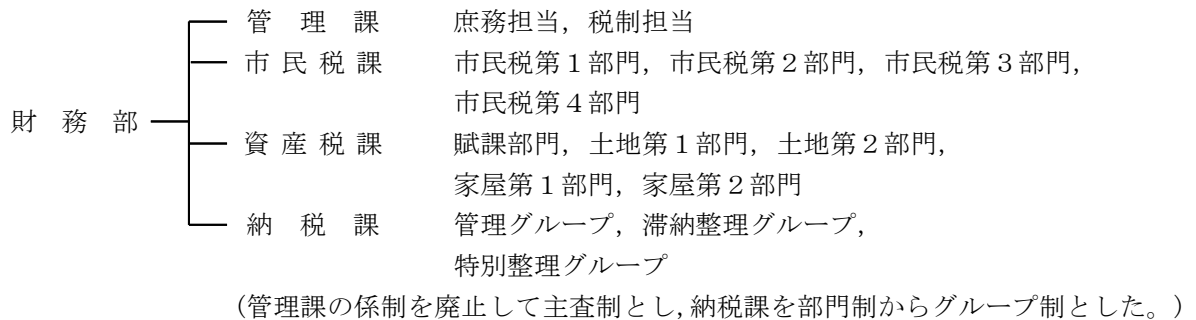 管理課 庶務担当，税制担当
市民税課 市民税第１部門，市民税第２部門，市民税第３部門，
市民税第４部門
財務部
資産税課 賦課部門，土地第１部門，土地第２部門，
家屋第１部門，家屋第２部門
納税課 管理グループ，滞納整理グループ，
特別整理グループ
（管理課の係制を廃止して主査制とし，納税課を部門制からグループ制とした。）